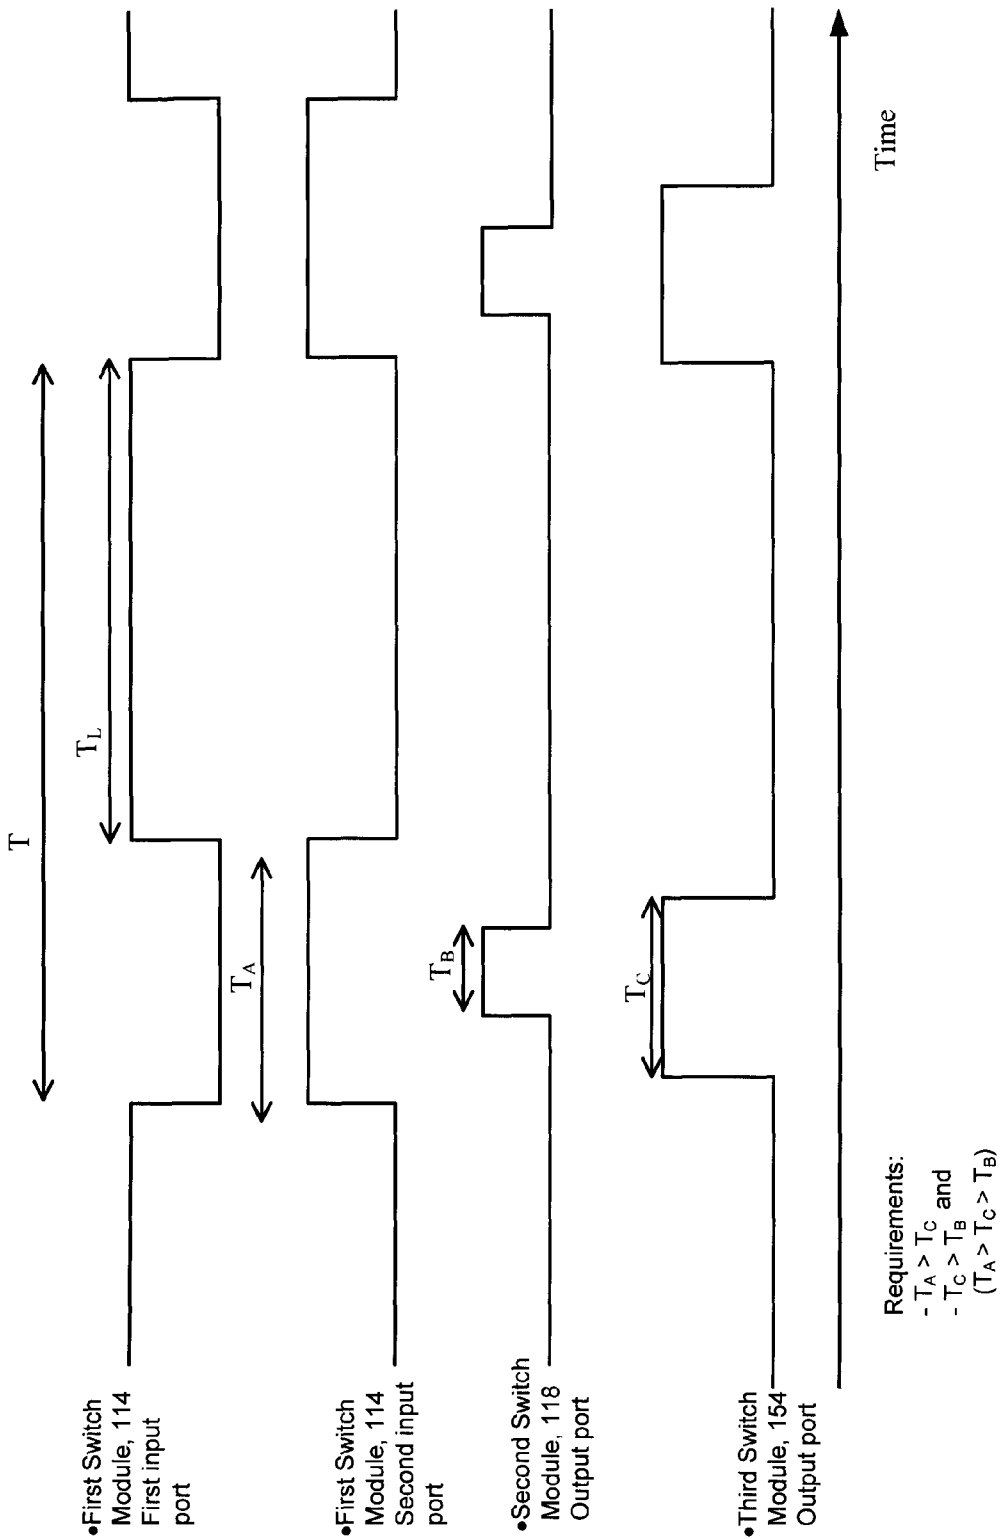 T
T_L
•First Switch
Module, 114
First input
port
T_A
•First Switch
Module, 114
Second input
port
T_B
•Second Switch
Module, 118
Output port
T_C
•Third Switch
Module, 154
Output port
Time
Requirements:
- T_A > T_C
- T_C > T_B and
(T_A > T_C > T_B)